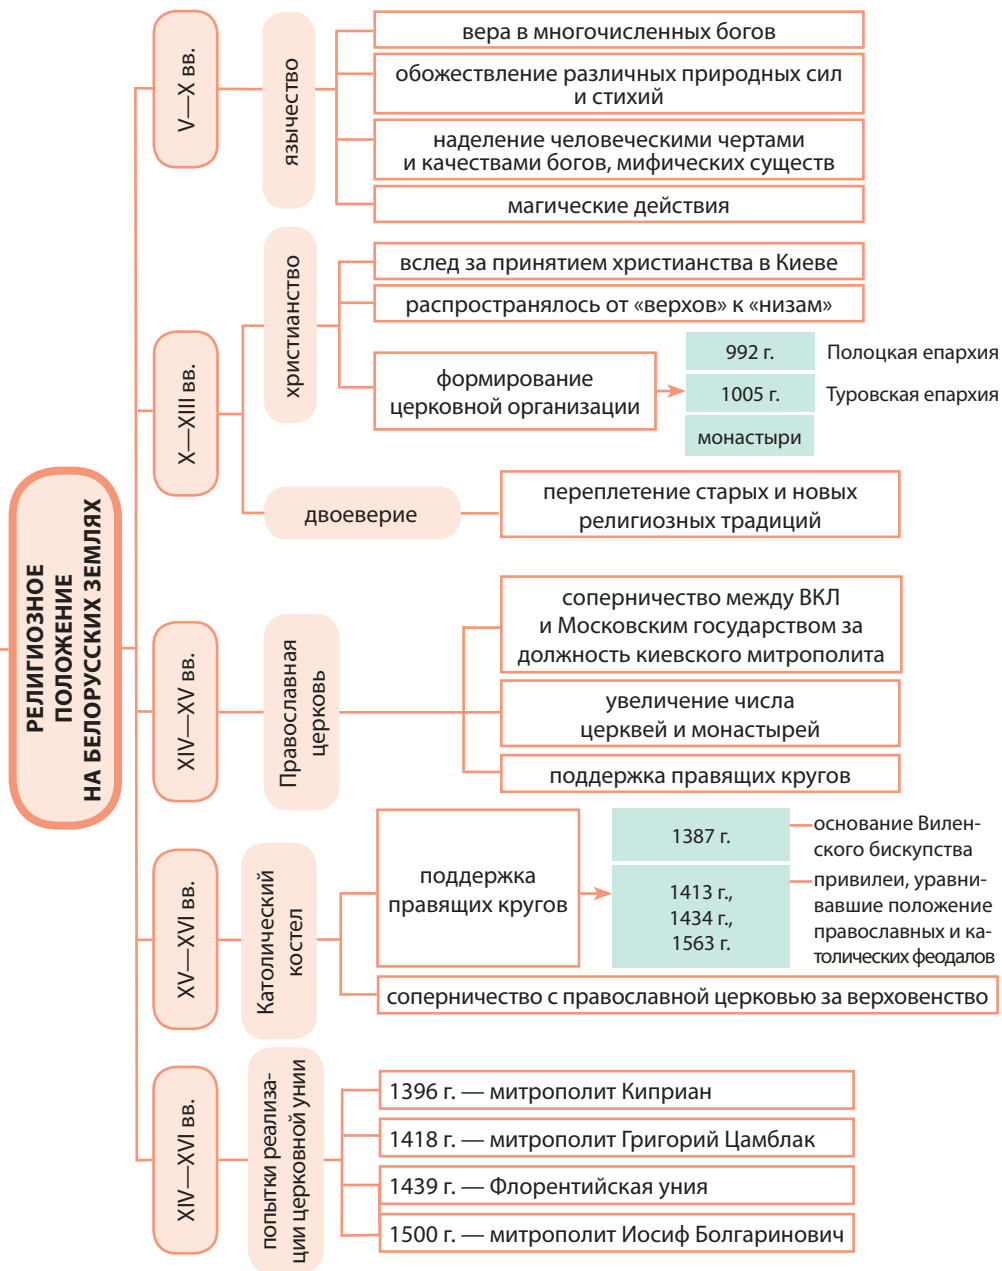 РЕЛИГИОЗНОЕ
ПОЛОЖЕНИЕ
НА БЕЛОРУССКИХ ЗЕМЛЯХ
V—X вв.
язычество
вера в многочисленных богов
обожествление различных природных сил
и стихий
наделение человеческими чертами
и качествами богов, мифических существ
магические действия
X—XIII вв.
христианство
вслед за принятием христианства в Киеве
распространялось от «верхов» к «низам»
формирование
церковной организации
992 г.
Полоцкая епархия
1005 г.
Туровская епархия
монастыри
двоеверие
переплетение старых и новых
религиозных традиций
XIV—XV вв.
Православная
церковь
соперничество между ВКЛ
и Московским государством за
должность киевского митрополита
увеличение числа
церквей и монастырей
поддержка правящих кругов
XV—XVI вв.
Католический
костел
поддержка
правящих кругов
1387 г.
основание Вилен-
ского бискупства
1413 г.,
1434 г.,
1563 г.
привилеи, уравни-
вавшие положение
православных и ка-
толических феодалов
соперничество с православной церковью за верховенство
XIV—XVI вв.
попытки реализа-
ции церковной унии
1396 г. — митрополит Киприан
1418 г. — митрополит Григорий Цамблак
1439 г. — Флорентийская уния
1500 г. — митрополит Иосиф Болгаринович